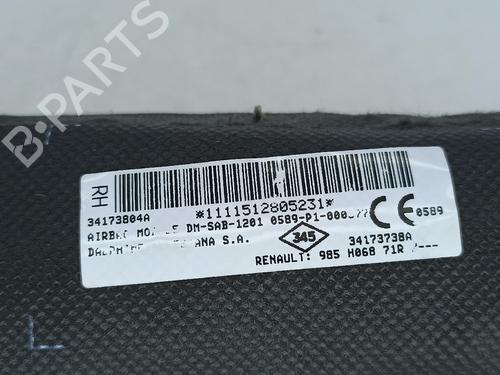 B-PARTS
RH
34173804A
*1111512805231*
AIRBAG DM-SAB-1201 0589-P1-000
CE 0589
S.A.
345
34173738A
RENAULT: 985 H068 71R